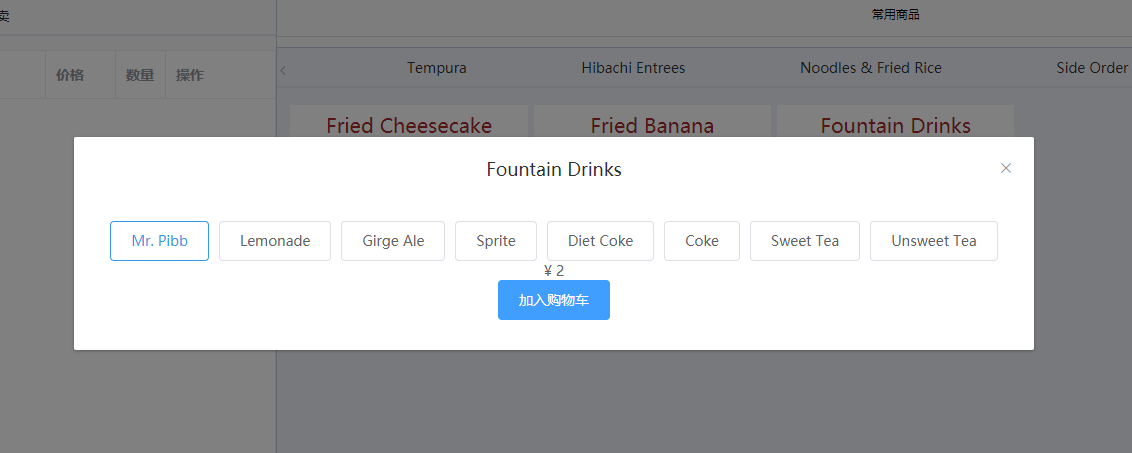 卖
常用商品
价格 数量 操作
Tempura Hibachi Entrees Noodles & Fried Rice Side Order
Fried Cheesecake Fried Banana Fountain Drinks
Fountain Drinks
Mr. Pibb Lemonade Girge Ale Sprite Diet Coke Coke Sweet Tea Unsweet Tea
¥ 2
加入购物车